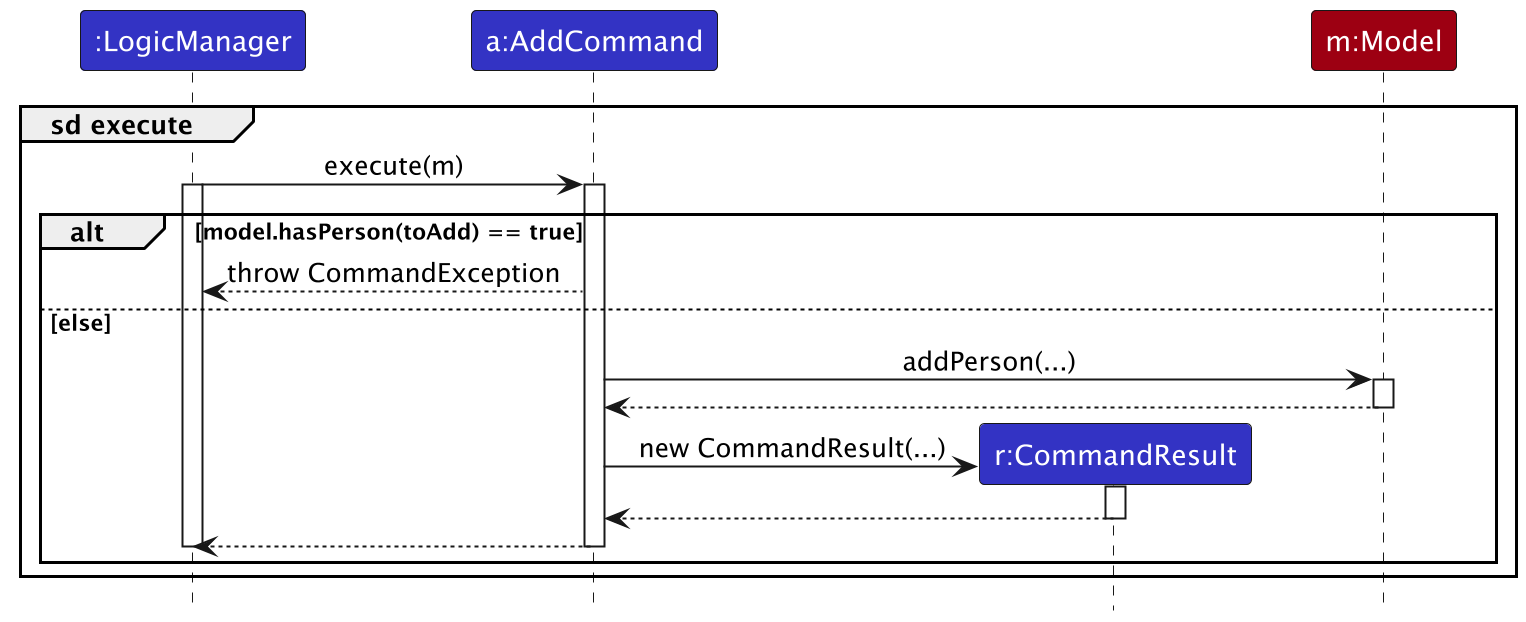 :LogicManager
a:AddCommand
m:Model
sd execute
execute(m)
alt
[model.hasPerson(toAdd) == true]
throw CommandException
[else]
addPerson(...)
new CommandResult(...)
r:CommandResult